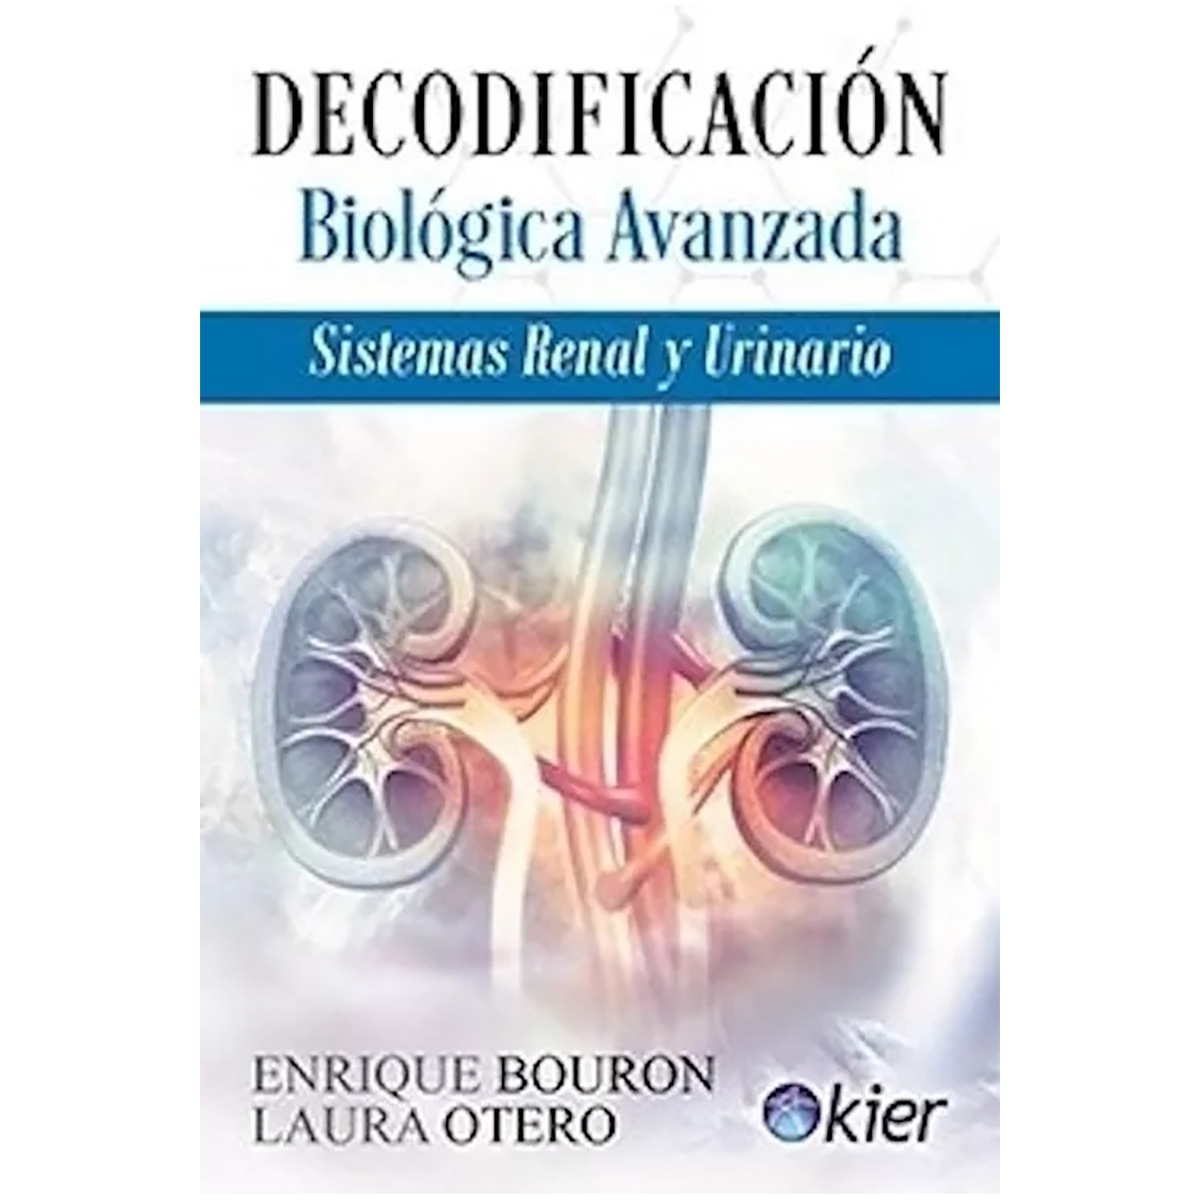 DECODIFICACIÓN
Biológica Avanzada
Sistemas Renal y Urinario
ENRIQUE BOURON
LAURA OTERO
kier